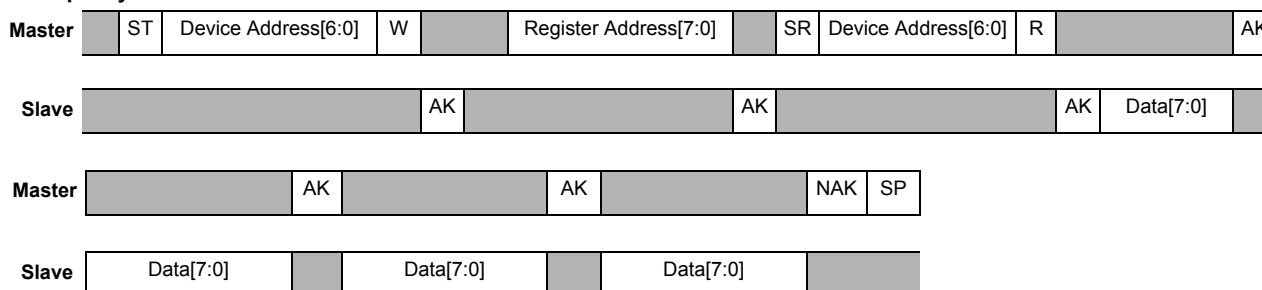 Master ST Device Address[6:0] W Register Address[7:0] SR Device Address[6:0] R AK
Slave AK AK AK Data[7:0]
Master AK AK NAK SP
Slave Data[7:0] Data[7:0] Data[7:0]